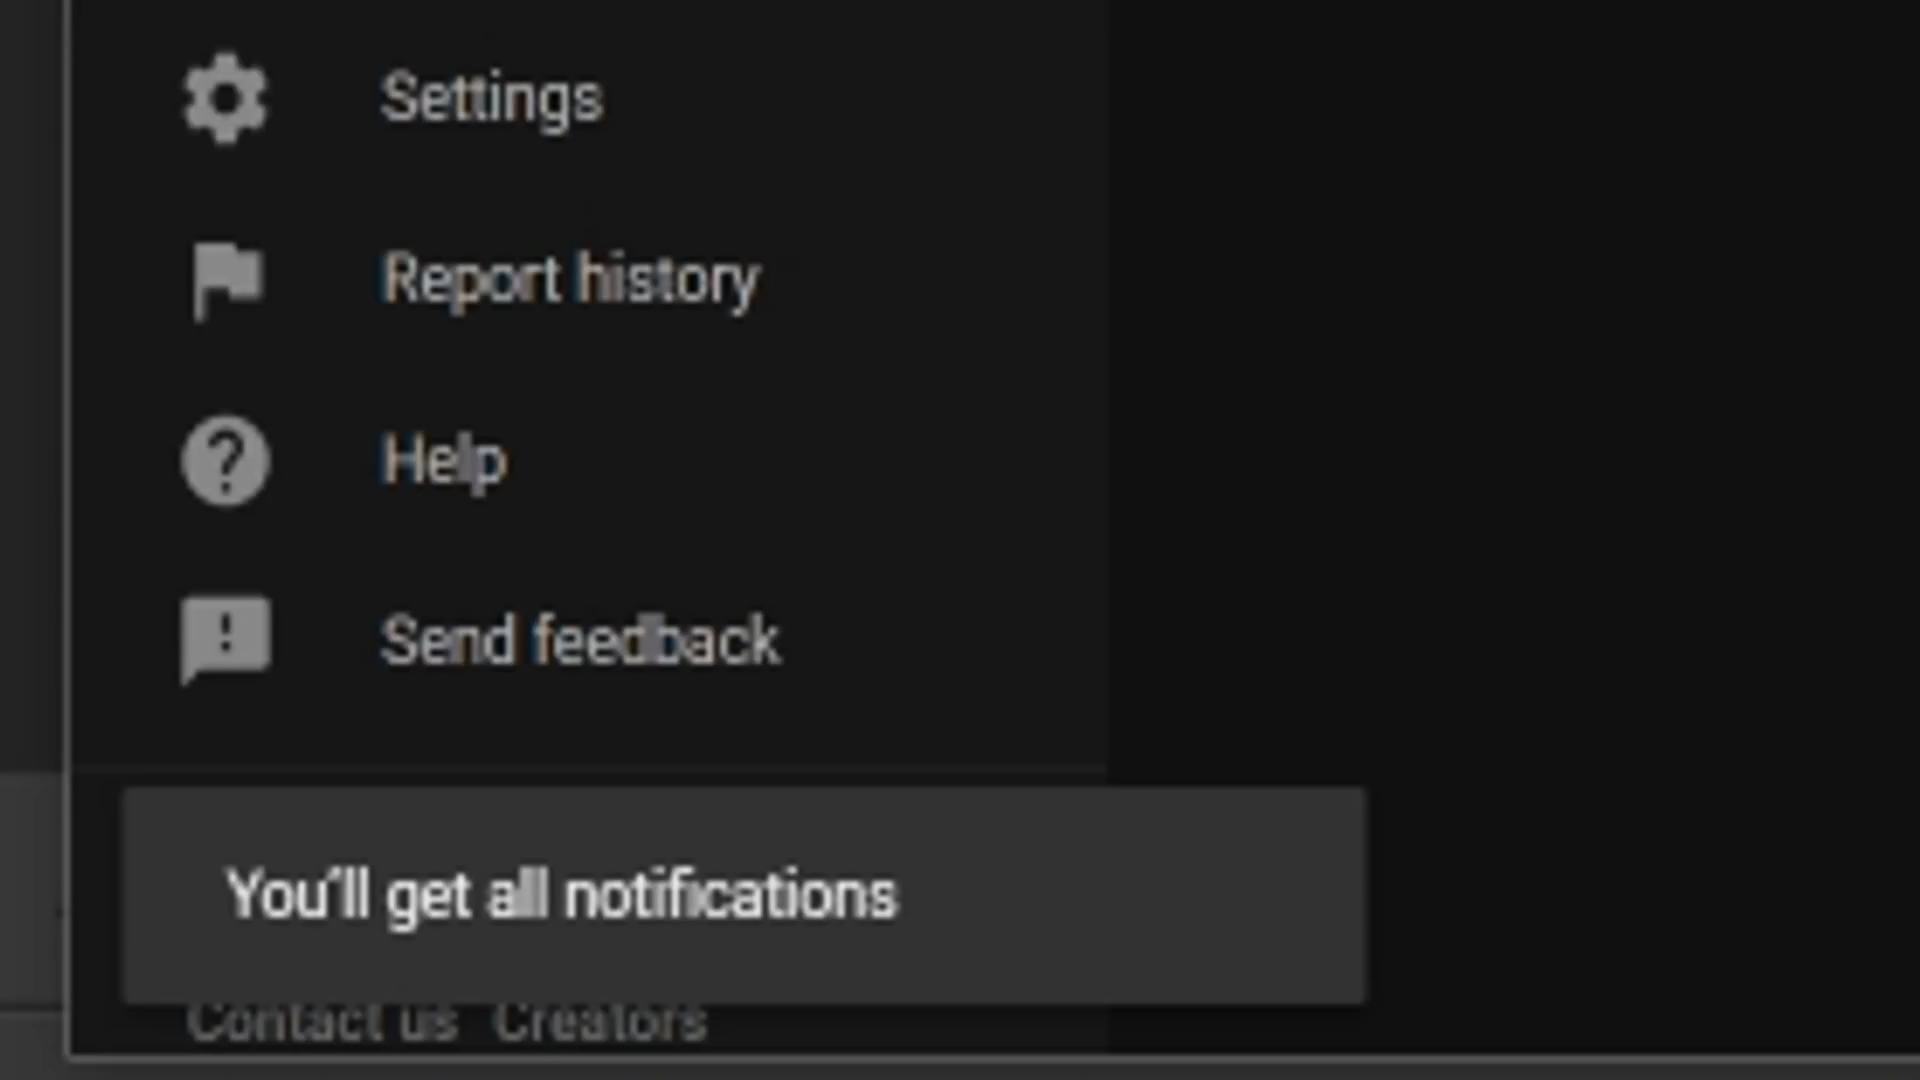 Settings
Report history
Help
Send feedback
You'll get all notifications
Contact us Creators